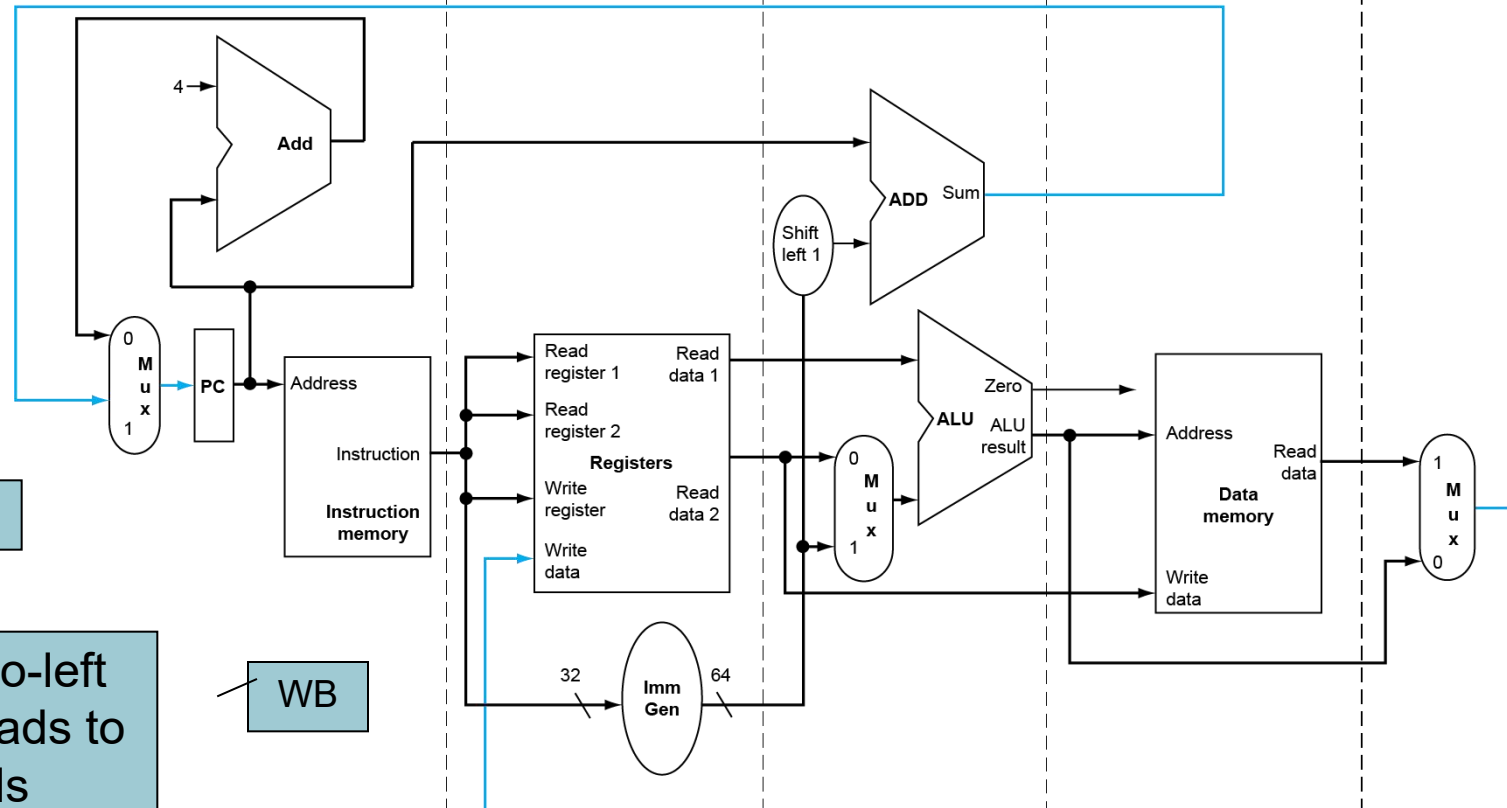 4
Add
ADD
Sum
Shift
left 1
0
M
u
x
1
PC
Address
Instruction
Instruction
memory
Read
register 1
Read
register 2
Registers
Write
register
Write
data
Read
data 1
Read
data 2
0
M
u
x
1
Zero
ALU
ALU
result
Address
Read
data
Data
memory
Write
data
1
M
u
x
0
32
Imm
Gen
64
WB
o-left
ads to
ls